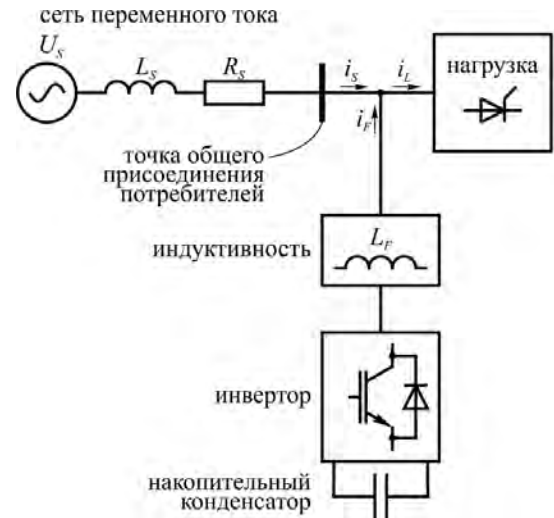 сеть переменного тока
U_S
L_S
R_S
i_S
i_L
нагрузка
i_F
точка общего
присоединения
потребителей
индуктивность
L_F
инвертор
накопительный
конденсатор